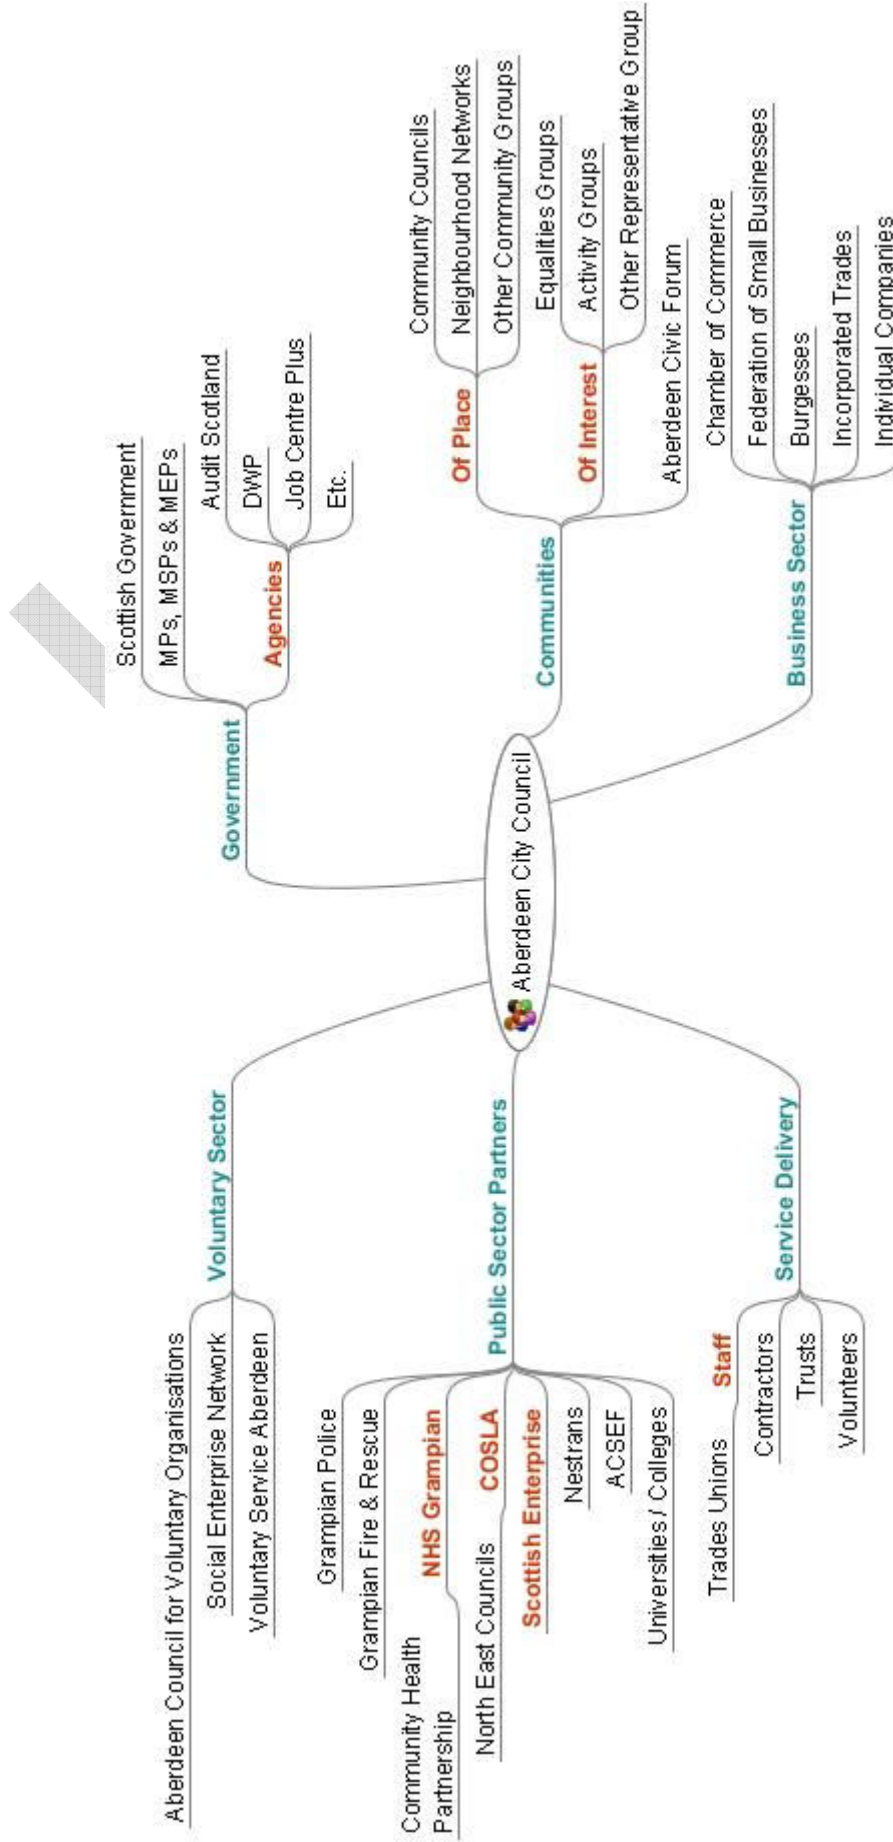 Aberdeen City Council
Voluntary Sector
Aberdeen Council for Voluntary Organisations
Social Enterprise Network
Voluntary Service Aberdeen
Public Sector Partners
Grampian Police
Grampian Fire & Rescue
NHS Grampian
Community Health
Partnership
COSLA
North East Councils
Scottish Enterprise
Nestrans
ACSEF
Universities / Colleges
Service Delivery
Staff
Trades Unions
Contractors
Trusts
Volunteers
Government
Scottish Government
MPs, MSPs & MEPs
Agencies
Audit Scotland
DWP
Job Centre Plus
Etc.
Communities
Of Place
Community Councils
Neighbourhood Networks
Other Community Groups
Of Interest
Equalities Groups
Activity Groups
Other Representative Group
Aberdeen Civic Forum
Business Sector
Chamber of Commerce
Federation of Small Businesses
Burgesses
Incorporated Trades
Individual Companies